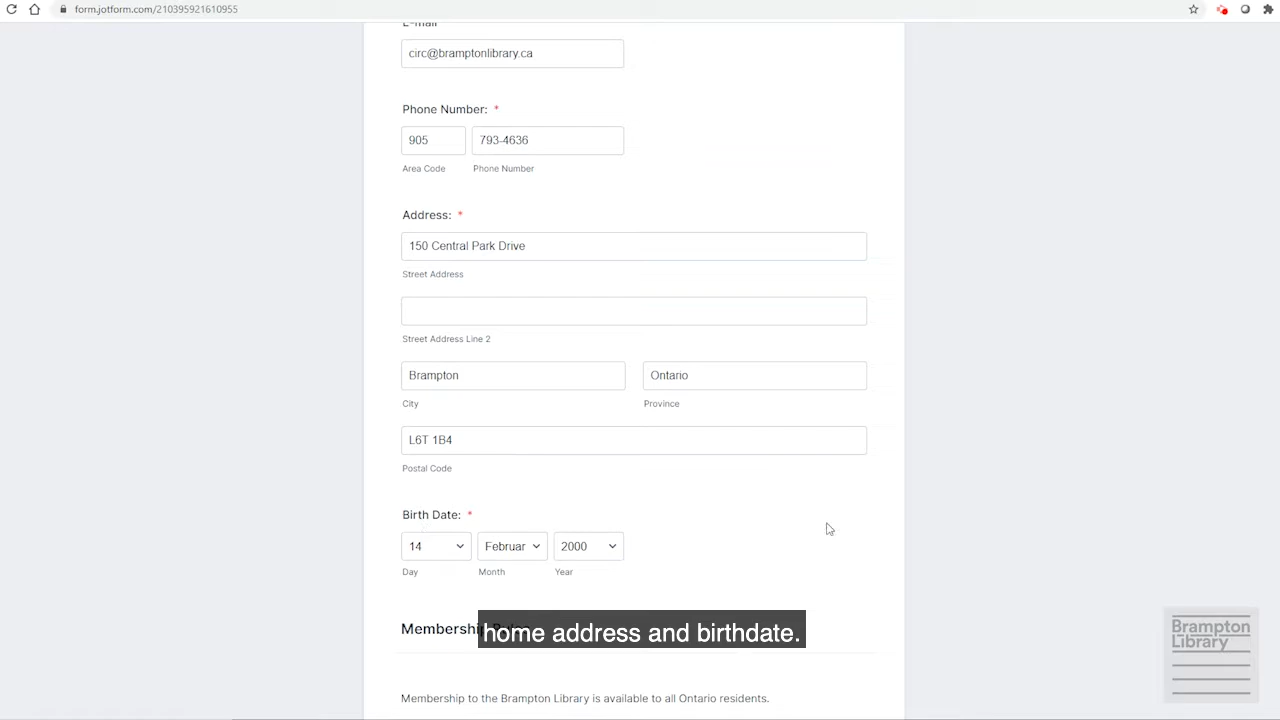 form.jotform.com/210395921610955
E-mail
circ@bramptonlibrary.ca
Phone Number: *
905 793-4636
Area Code Phone Number
Address: *
150 Central Park Drive
Street Address
Street Address Line 2
Brampton Ontario
City Province
L6T 1B4
Postal Code
Birth Date: *
14 Februar 2000
Day Month Year
Membership
home address and birthdate.
Membership to the Brampton Library is available to all Ontario residents.
Brampton
Library